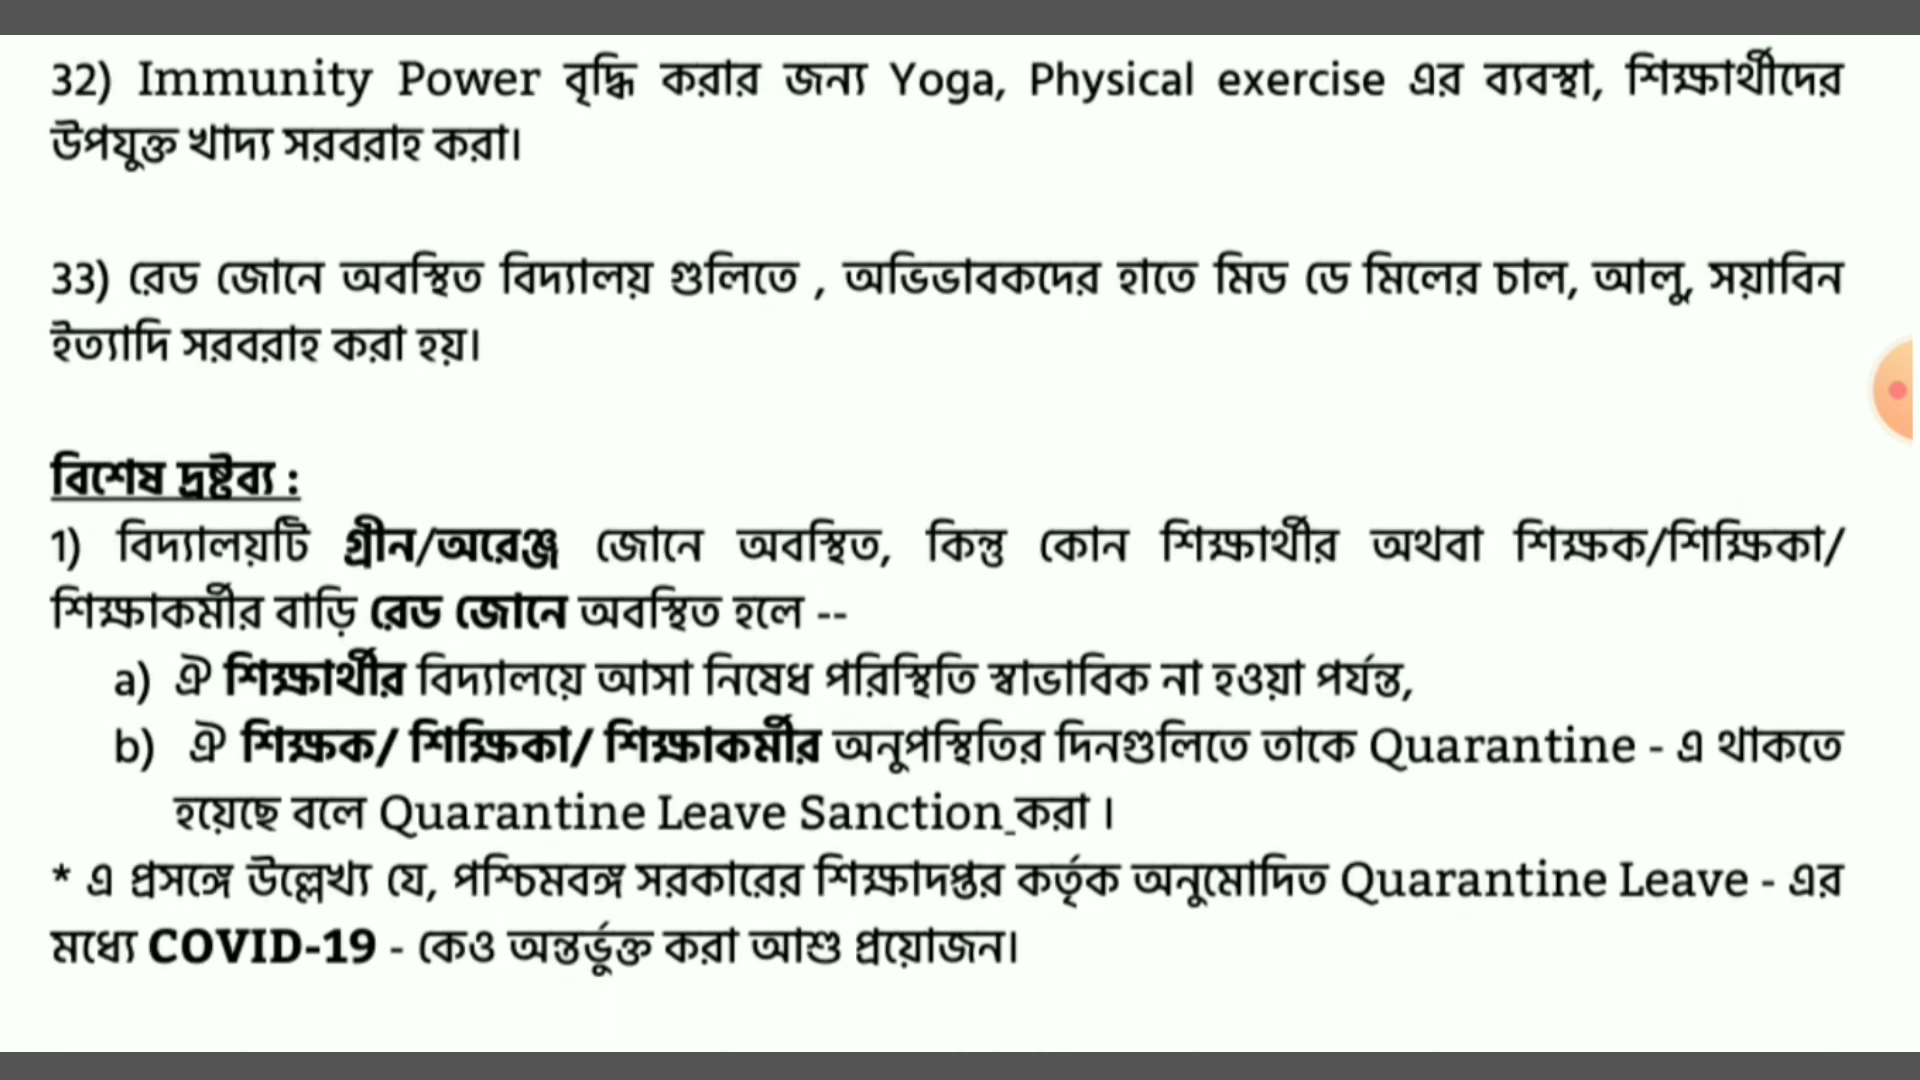 32) Immunity Power বৃদ্ধি করার জন্য Yoga, Physical exercise এর ব্যবস্থা, শিক্ষার্থীদের
উপযুক্ত খাদ্য সরবরাহ করা।
33) রেড জোনে অবস্থিত বিদ্যালয় গুলিতে , অভিভাবকদের হাতে মিড ডে মিলের চাল, আলু, সয়াবিন
ইত্যাদি সরবরাহ করা হয়।
বিশেষ দ্রষ্টব্য :
1) বিদ্যালয়টি গ্রীন/অরেঞ্জ জোনে অবস্থিত, কিন্তু কোন শিক্ষার্থীর অথবা শিক্ষক/শিক্ষিকা/
শিক্ষাকর্মীর বাড়ি রেড জোনে অবস্থিত হলে --
a) ঐ শিক্ষার্থীর বিদ্যালয়ে আসা নিষেধ পরিস্থিতি স্বাভাবিক না হওয়া পর্যন্ত,
b) ঐ শিক্ষক/ শিক্ষিকা/ শিক্ষাকর্মীর অনুপস্থিতির দিনগুলিতে তাকে Quarantine - এ থাকতে
হয়েছে বলে Quarantine Leave Sanction_করা ।
* এ প্রসঙ্গে উল্লেখ্য যে, পশ্চিমবঙ্গ সরকারের শিক্ষাদপ্তর কর্তৃক অনুমোদিত Quarantine Leave - এর
মধ্যে COVID-19 - কেও অন্তর্ভুক্ত করা আশু প্রয়োজন।